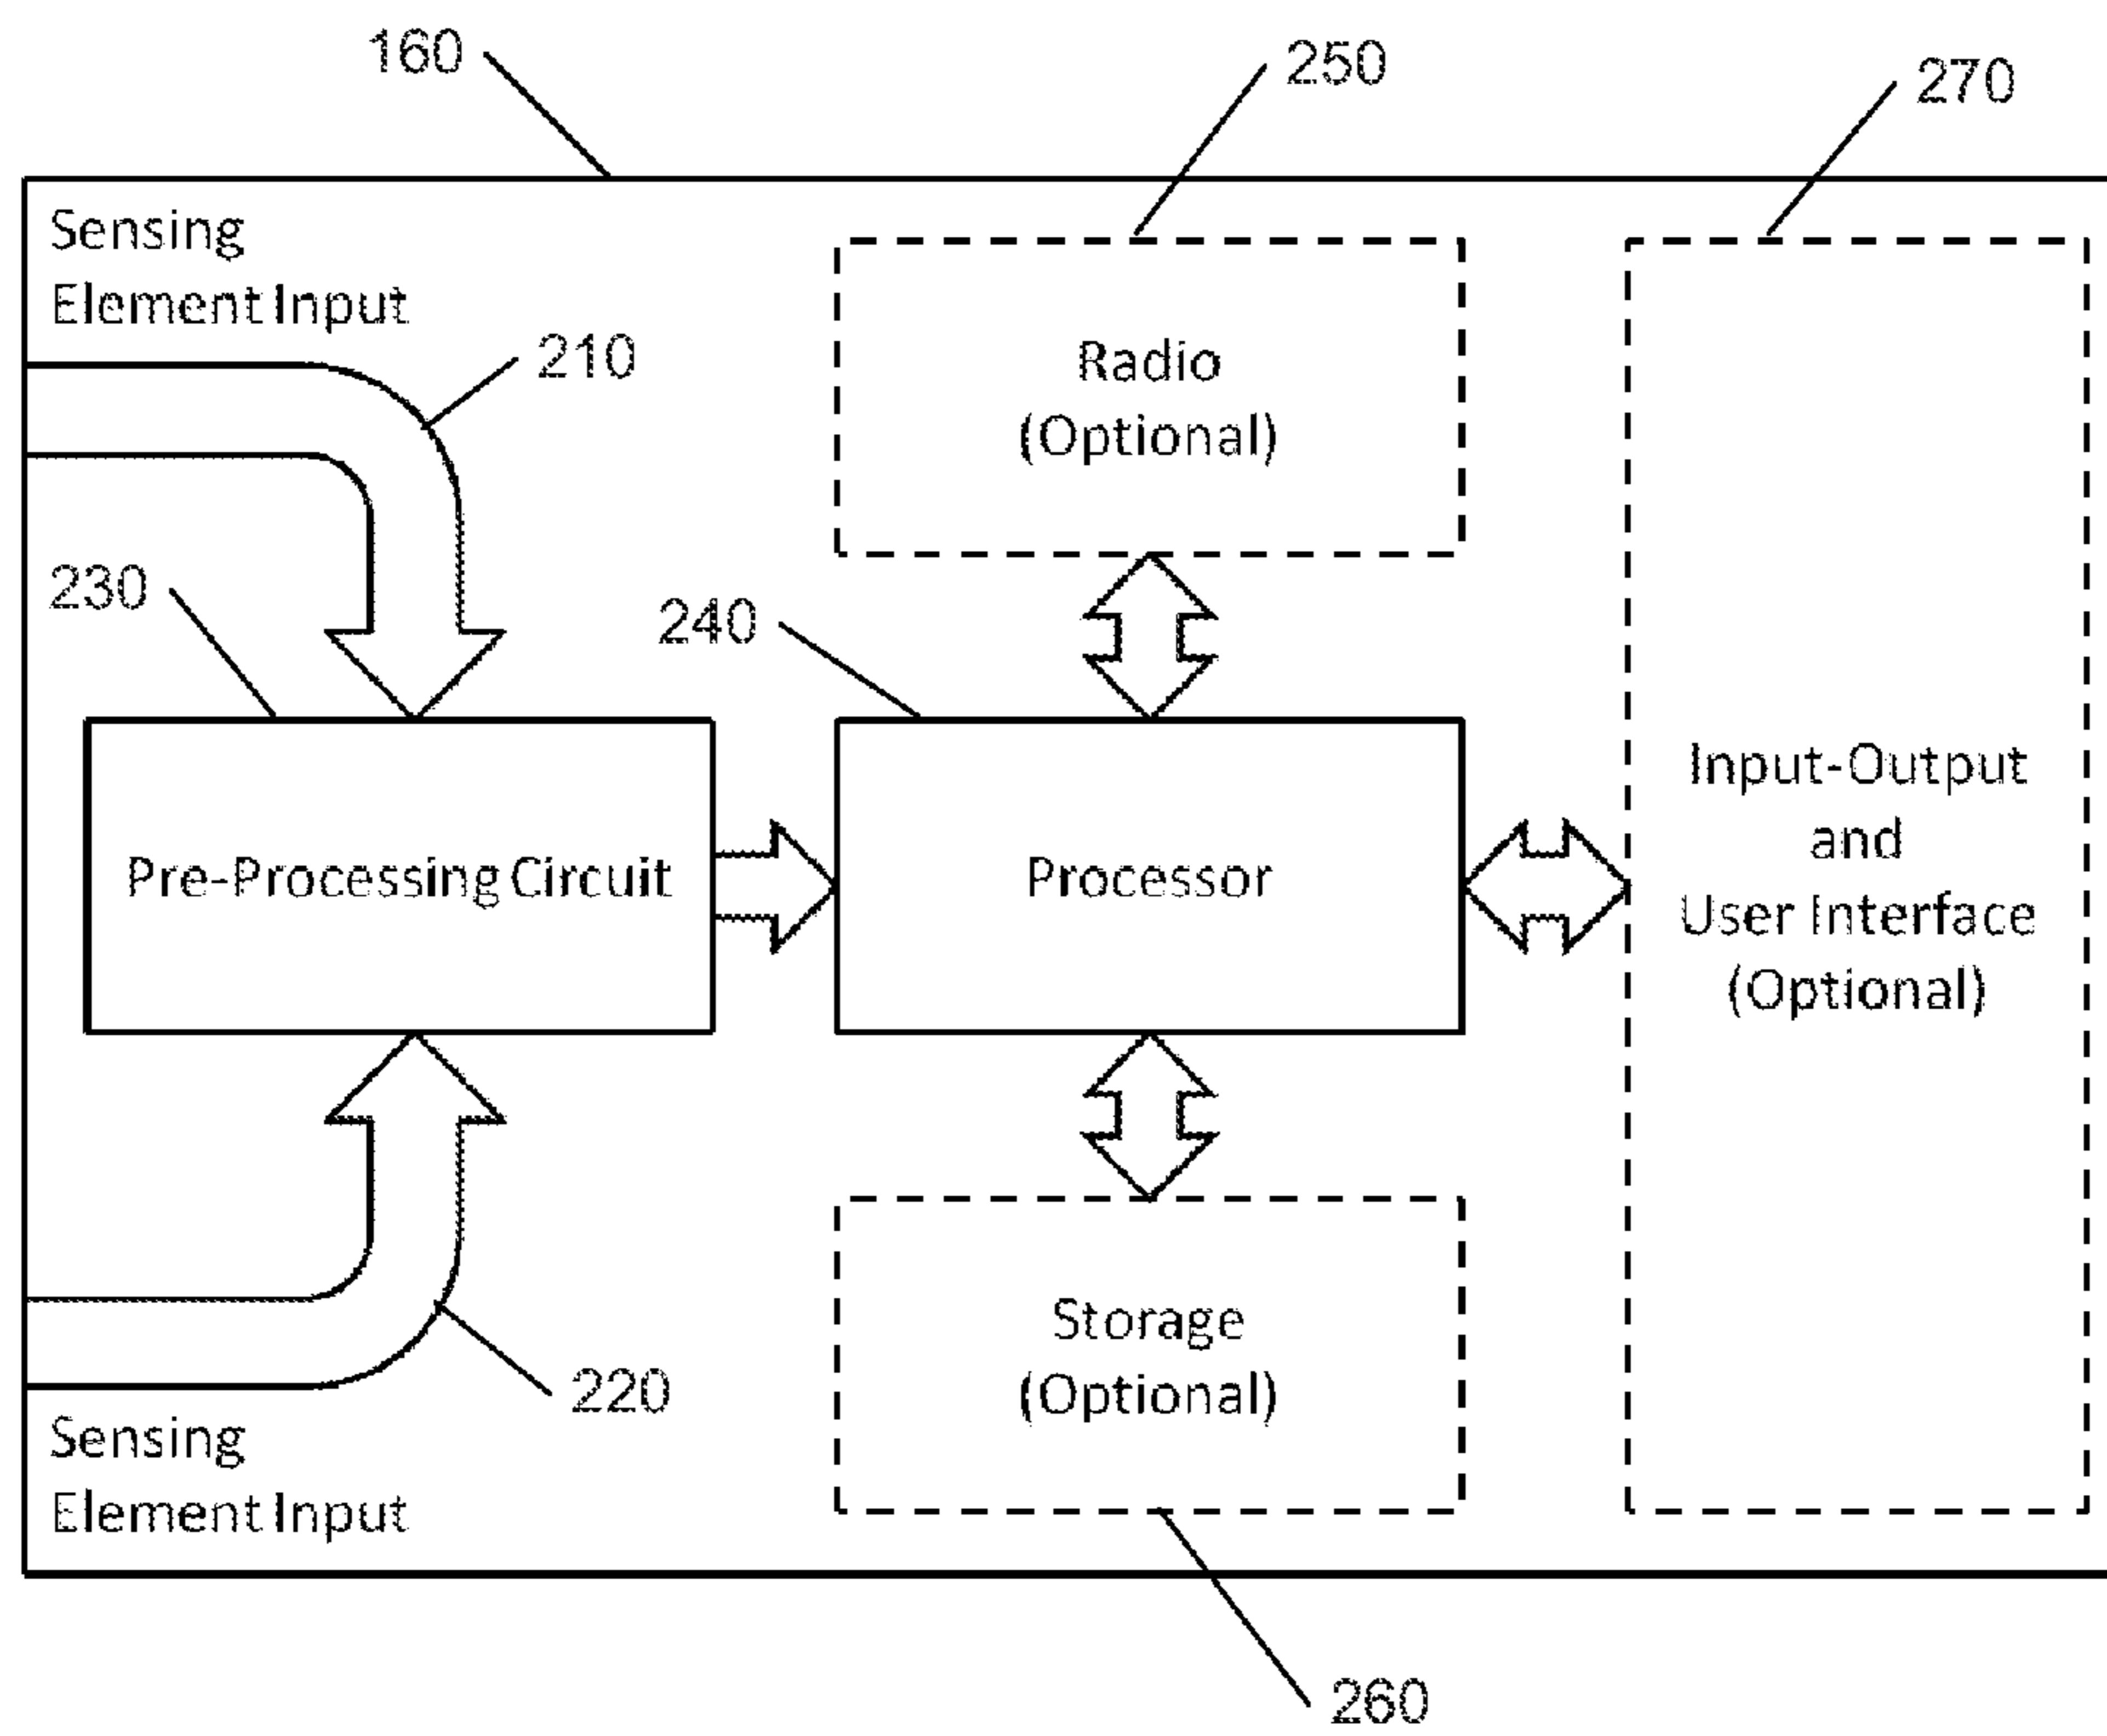 160
250
270
Sensing
Element Input
210
Radio
(Optional)
230
240
Pre-Processing Circuit
Processor
Input-Output
and
User Interface
(Optional)
220
Storage
(Optional)
Sensing
Element Input
260